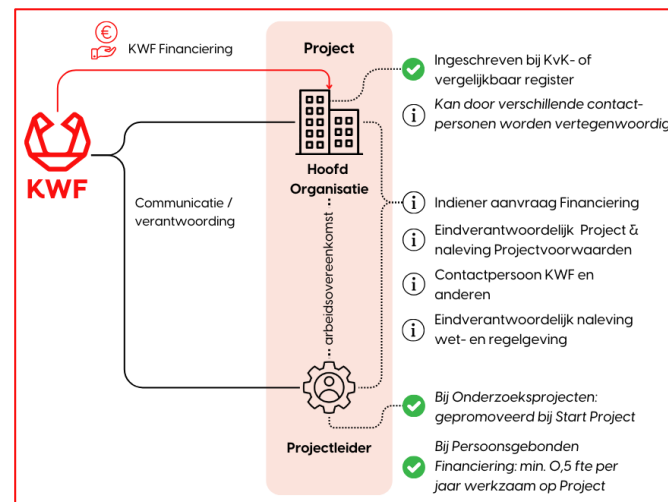 €
KWF Financiering
Project
Ingeschreven bij KvK- of
vergelijkbaar register
i
Kan door verschillende contact-
personen worden vertegenwoordig
KWF
Hoofd
Organisatie
Communicatie /
verantwoording
arbeidsovereenkomst
i
Indiener aanvraag Financiering
i
Eindverantwoordelijk Project &
naleving Projectvoorwaarden
i
Contactpersoon KWF en
anderen
i
Eindverantwoordelijk naleving
wet- en regelgeving
Projectleider
Bij Onderzoeksprojecten:
gepromoveerd bij Start Project
Bij Persoonsgebonden
Financiering: min. 0,5 fte per
jaar werkzaam op Project